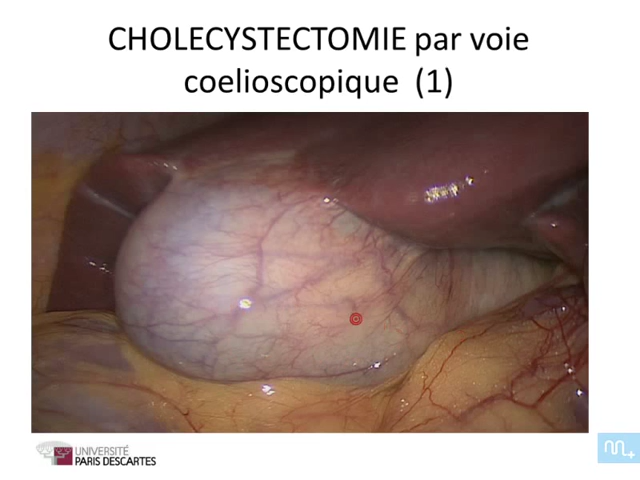 CHOLECYSTECTOMIE par voie
coelioscopique (1)
UNIVERSITÉ
PARIS DESCARTES